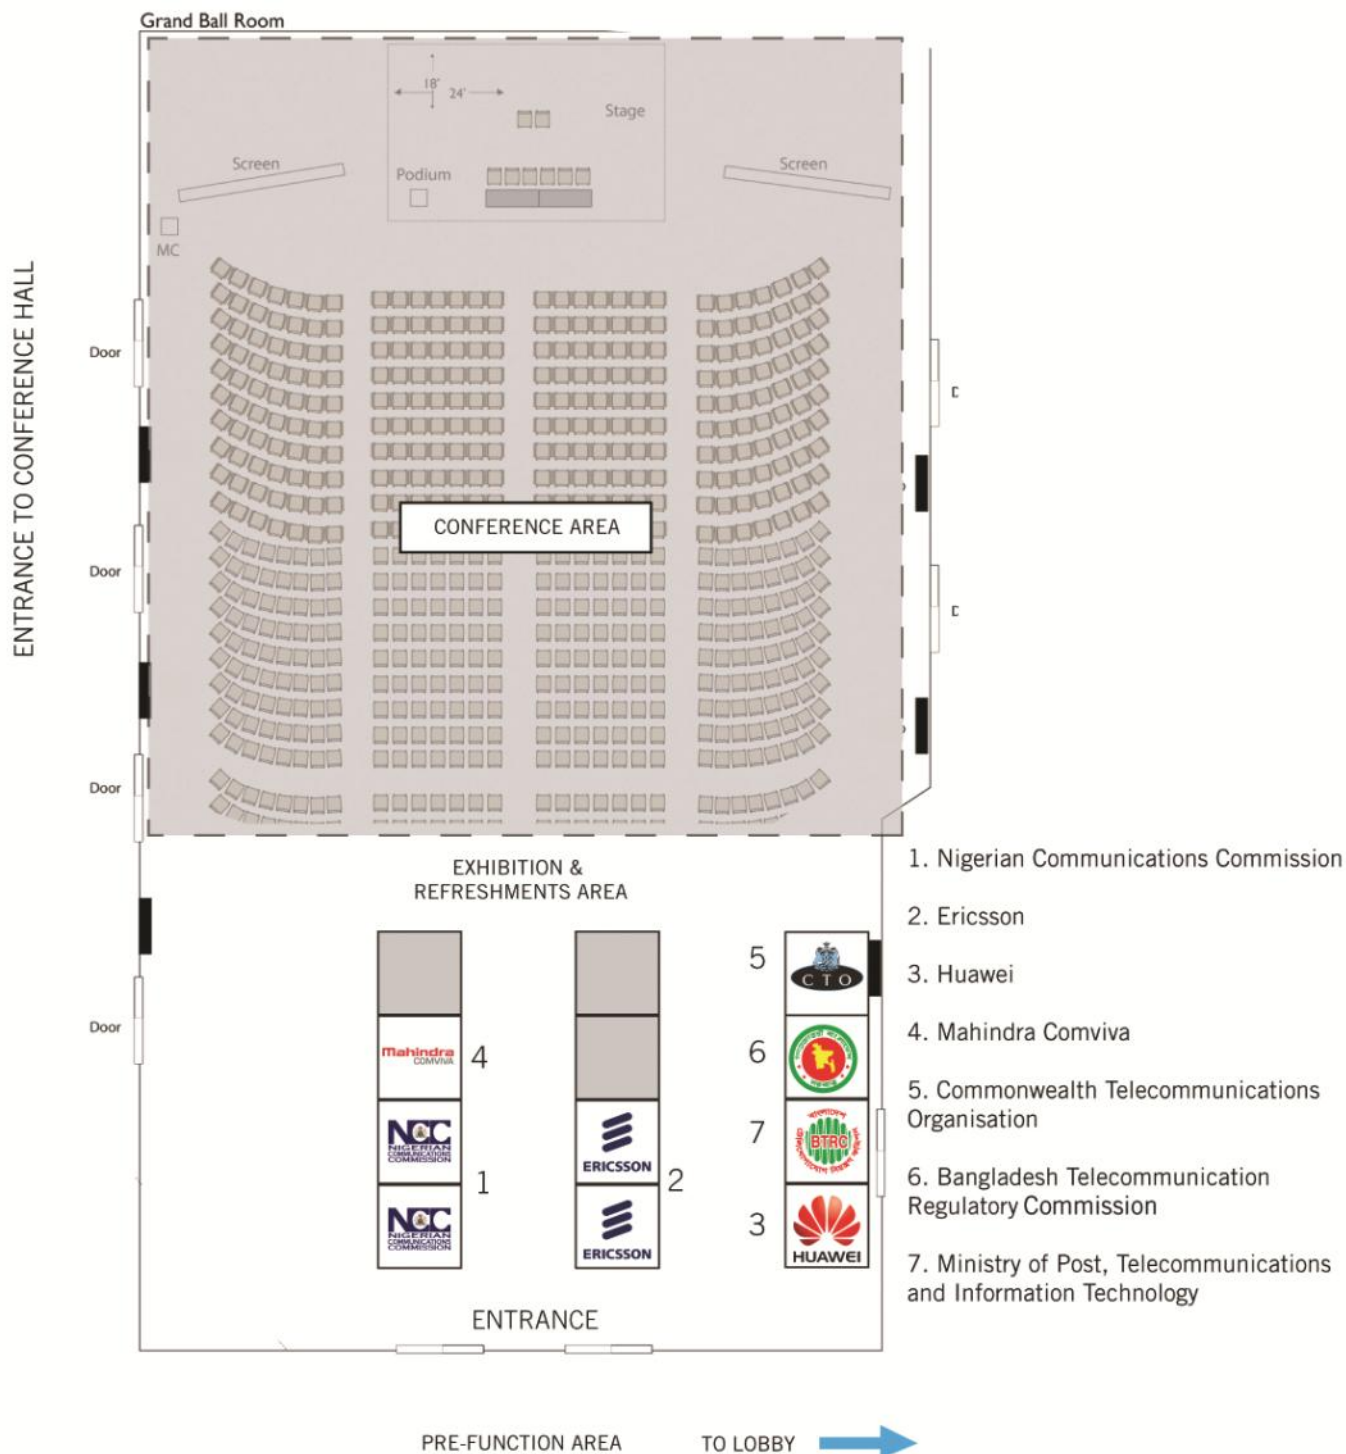 Grand Ball Room
18'
24'
Stage
Screen
Podium
Screen
MC
ENTRANCE TO CONFERENCE HALL
Door
Door
Door
Door
D
D
CONFERENCE AREA
EXHIBITION &
REFRESHMENTS AREA
5
CTO
Mahindra
COMVIVA
4
6
NCC
NIGERIAN
COMMUNICATIONS
COMMISSION
ERICSSON
7
বাংলাদেশ
BTRC
1
2
NCC
NIGERIAN
COMMUNICATIONS
COMMISSION
ERICSSON
3
HUAWEI
ENTRANCE
1. Nigerian Communications Commission
2. Ericsson
3. Huawei
4. Mahindra Comviva
5. Commonwealth Telecommunications
Organisation
6. Bangladesh Telecommunication
Regulatory Commission
7. Ministry of Post, Telecommunications
and Information Technology
PRE-FUNCTION AREA
TO LOBBY